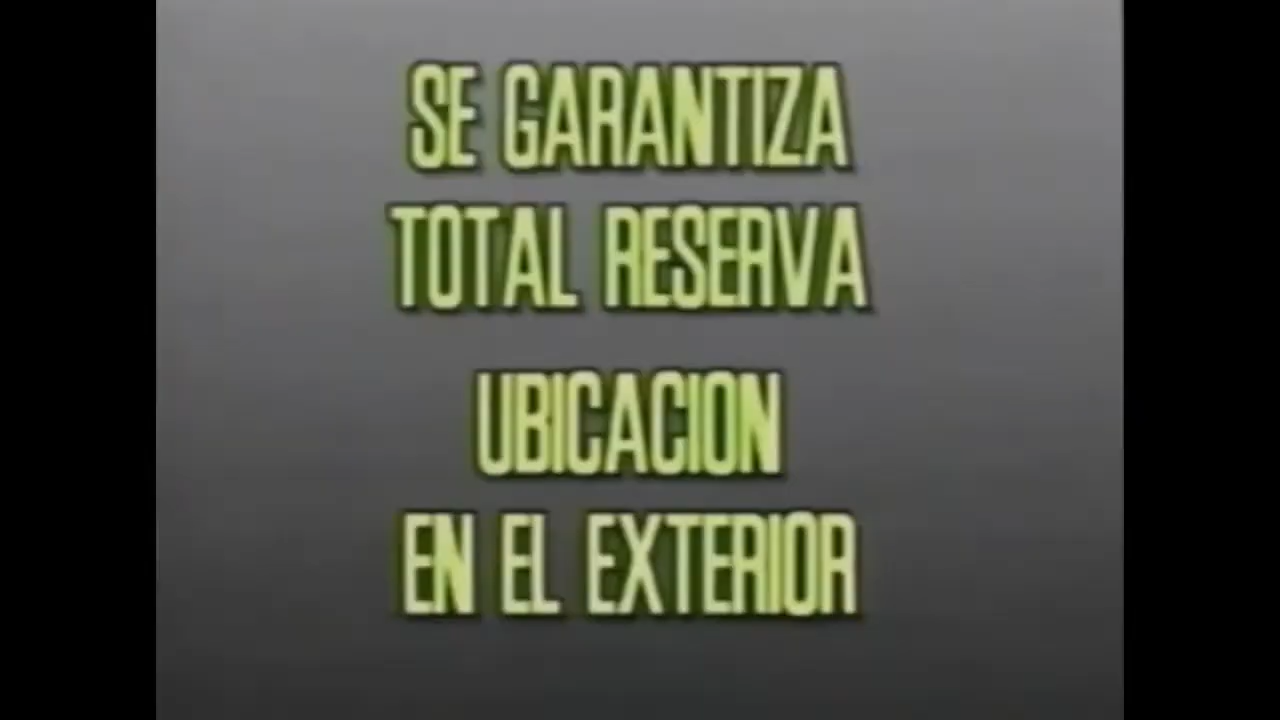 SE GARANTIZA
TOTAL RESERVA
UBICACION
EN EL EXTERIOR